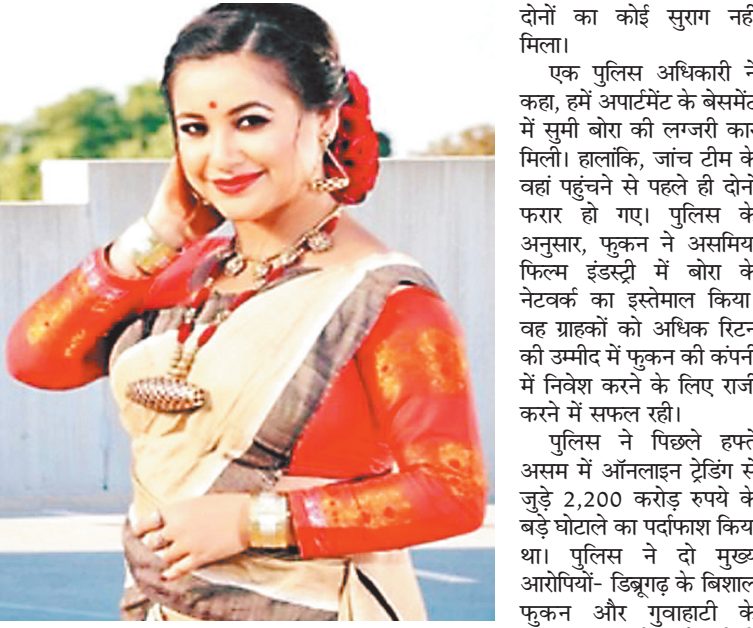 दोनों का कोई सुराग नहीं
मिला।
एक पुलिस अधिकारी ने
कहा, हमें अपार्टमेंट के बेसमेंट
में सुमी बोरा की लग्जरी कार
मिली। हालांकि, जांच टीम के
वहां पहुंचने से पहले ही दोनों
फरार हो गए। पुलिस के
अनुसार, फुकन ने असमिया
फिल्म इंडस्ट्री में बोरा के
नेटवर्क का इस्तेमाल किया
वह ग्राहकों को अधिक रिटर्न
की उम्मीद में फुकन की कंपनी
में निवेश करने के लिए राजी
करने में सफल रही।
पुलिस ने पिछले हफ्ते
असम में ऑनलाइन ट्रेडिंग से
जुड़े 2,200 करोड़ रुपये के
बड़े घोटाले का पर्दाफाश किया
था। पुलिस ने दो मुख्य
आरोपियों- डिब्रूगढ़ के बिशाल
फुकन और गुवाहाटी के